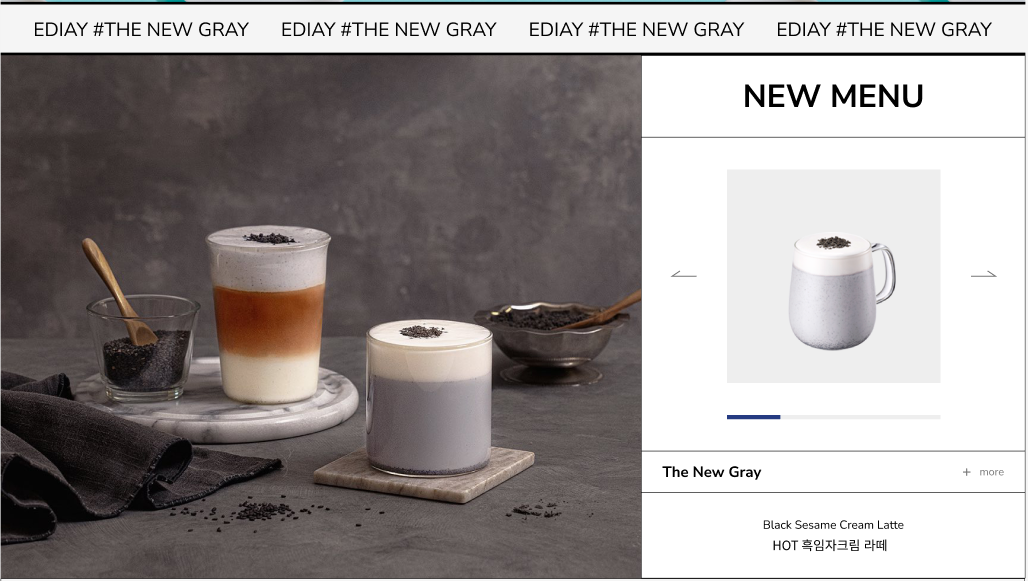 EDIAY #THE NEW GRAY EDIAY #THE NEW GRAY EDIAY #THE NEW GRAY EDIAY #THE NEW GRAY
NEW MENU
The New Gray
+ more
Black Sesame Cream Latte
HOT 흑임자크림 라떼